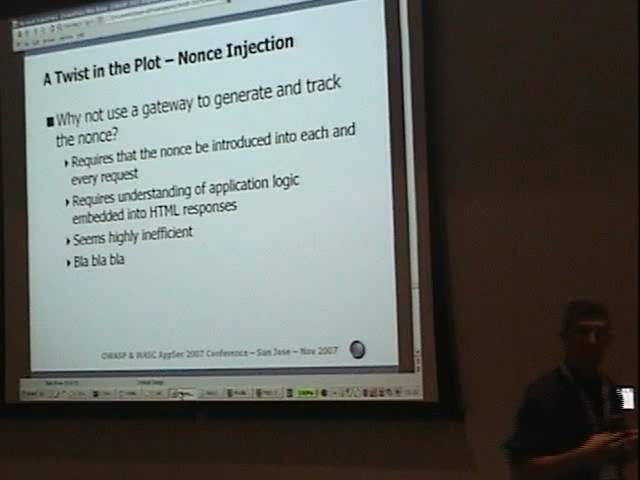 A Twist in the Plot – Nonce Injection
Why not use a gateway to generate and track
the nonce?
Requires that the nonce be introduced into each and
every request
Requires understanding of application logic
embedded into HTML responses
Seems highly inefficient
Bla bla bla
OWASP & WASC AppSec 2007 Conference – San Jose – Nov 2007